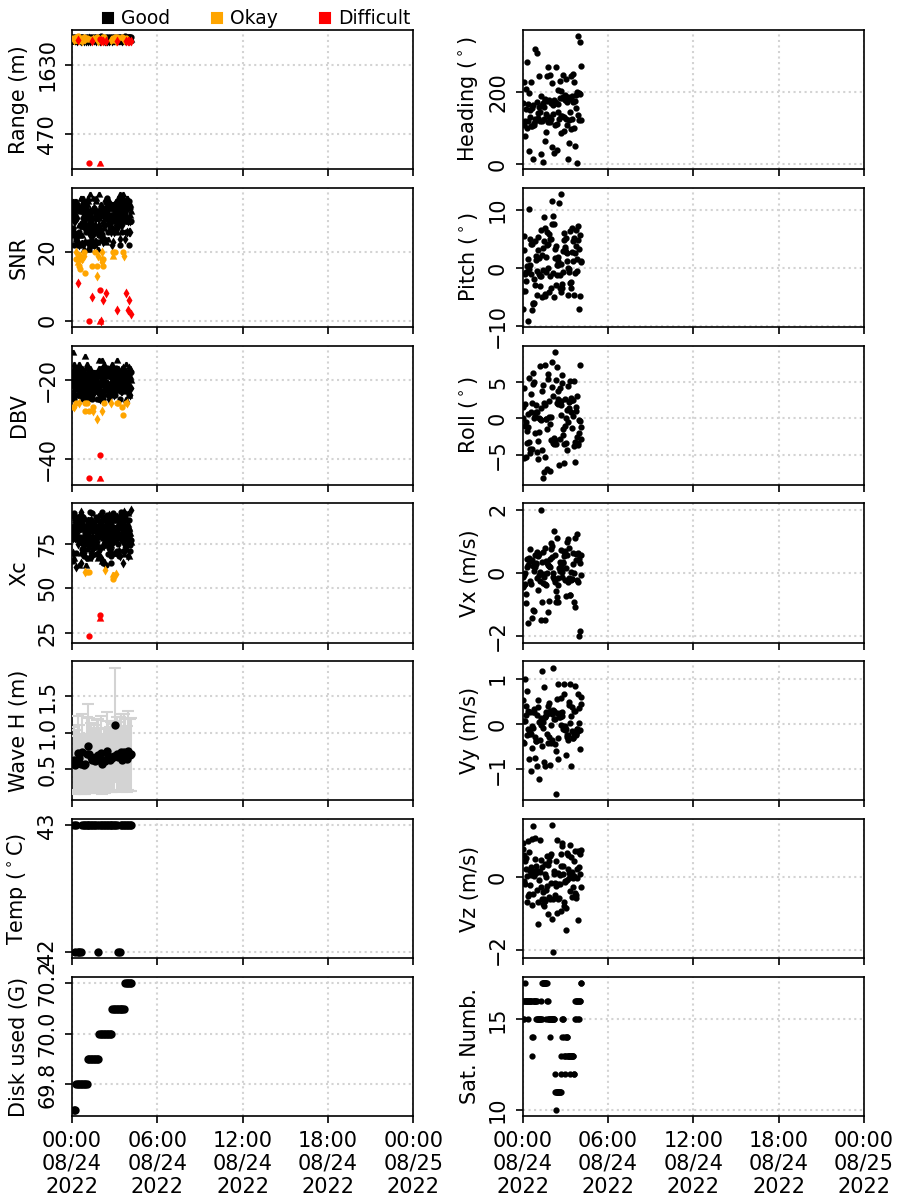 Good Okay Difficult
Range (m)
1630
470
Heading (°)
200
0
SNR
20
0
Pitch (°)
10
0
−10
DBV
−20
−40
Roll (°)
5
0
−5
Xc
75
50
25
Vx (m/s)
2
0
−2
Wave H (m)
1.5
1.0
0.5
Vy (m/s)
1
0
−1
Temp (°C)
43
42
Vz (m/s)
0
−2
Disk used (G)
70.2
70.0
69.8
Sat. Numb.
15
10
00:00 06:00 12:00 18:00 00:00 00:00 06:00 12:00 18:00 00:00
08/24 08/24 08/24 08/24 08/25 08/24 08/24 08/24 08/24 08/25
2022 2022 2022 2022 2022 2022 2022 2022 2022 2022